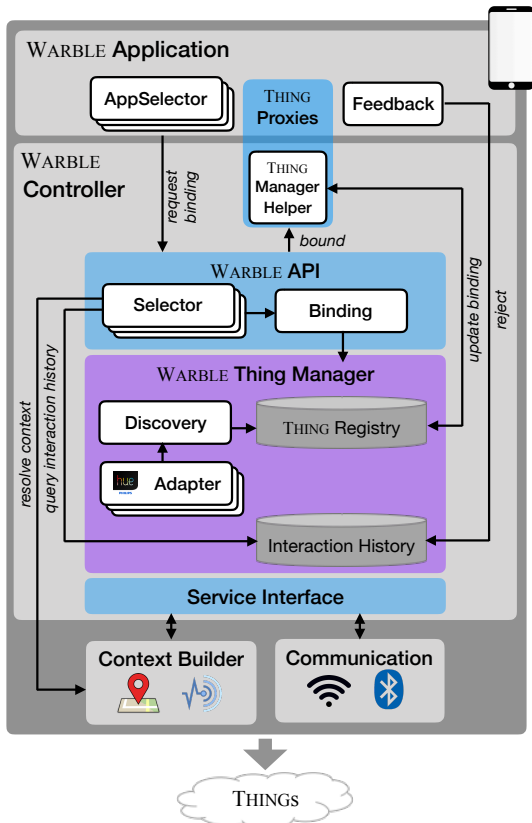 WARBLE Application
AppSelector
THING
Proxies
Feedback
WARBLE
Controller
THING
Manager
Helper
request
binding
bound
update binding
reject
WARBLE API
Selector
Binding
resolve context
query interaction history
WARBLE Thing Manager
Discovery
THING Registry
hue
PHILIPS
Adapter
Interaction History
Service Interface
Context Builder
Communication
THINGS